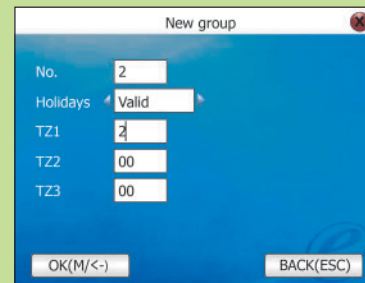 New group
No. 2
Holidays Valid
TZ1 2
TZ2 00
TZ3 00
OK(M/<-) BACK(ESC)